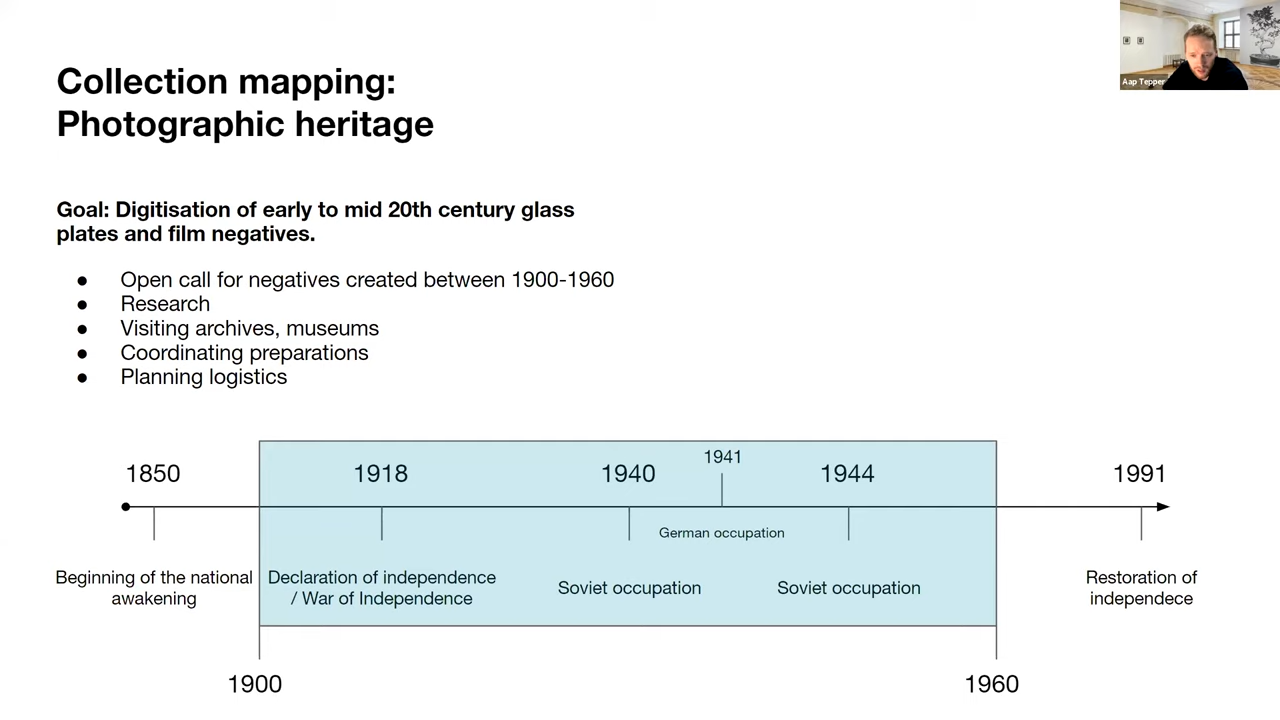 Aap Tepper
Collection mapping:
Photographic heritage
Goal: Digitisation of early to mid 20th century glass
plates and film negatives.
● Open call for negatives created between 1900-1960
● Research
● Visiting archives, museums
● Coordinating preparations
● Planning logistics
1850
1918
1940
1941
1944
1991
German occupation
Beginning of the national
awakening
Declaration of independence
/ War of Independence
Soviet occupation
Soviet occupation
Restoration of
independece
1900
1960